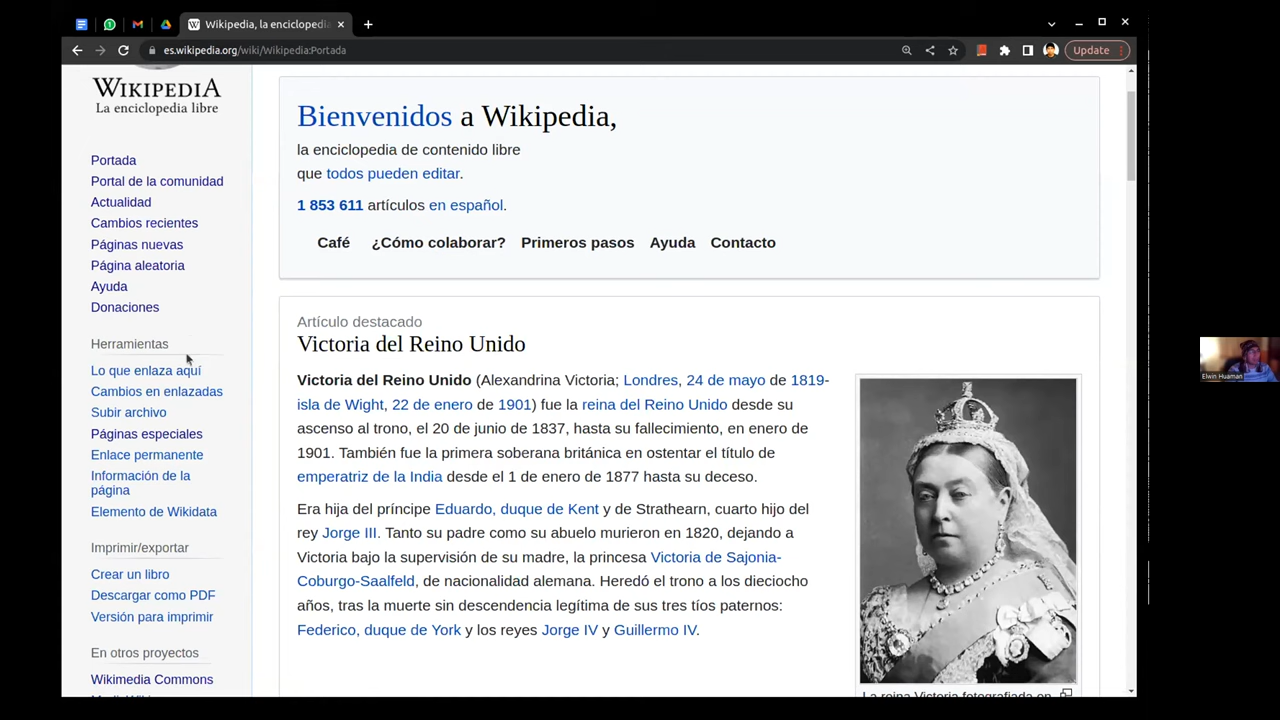 Wikipedia, la enciclopedia
es.wikipedia.org/wiki/Wikipedia:Portada
Update
WIKIPEDIA
La enciclopedia libre
Portada
Portal de la comunidad
Actualidad
Cambios recientes
Páginas nuevas
Página aleatoria
Ayuda
Donaciones
Herramientas
Lo que enlaza aquí
Cambios en enlazadas
Subir archivo
Páginas especiales
Enlace permanente
Información de la
página
Elemento de Wikidata
Imprimir/exportar
Crear un libro
Descargar como PDF
Versión para imprimir
En otros proyectos
Wikimedia Commons
Bienvenidos a Wikipedia,
la enciclopedia de contenido libre
que todos pueden editar.
1 853 611 artículos en español.
Café ¿Cómo colaborar? Primeros pasos Ayuda Contacto
Artículo destacado
Victoria del Reino Unido
Victoria del Reino Unido (Alexandrina Victoria; Londres, 24 de mayo de 1819-
isla de Wight, 22 de enero de 1901) fue la reina del Reino Unido desde su
ascenso al trono, el 20 de junio de 1837, hasta su fallecimiento, en enero de
1901. También fue la primera soberana británica en ostentar el título de
emperatriz de la India desde el 1 de enero de 1877 hasta su deceso.
Era hija del príncipe Eduardo, duque de Kent y de Strathearn, cuarto hijo del
rey Jorge III. Tanto su padre como su abuelo murieron en 1820, dejando a
Victoria bajo la supervisión de su madre, la princesa Victoria de Sajonia-
Coburgo-Saalfeld, de nacionalidad alemana. Heredó el trono a los dieciocho
años, tras la muerte sin descendencia legítima de sus tres tíos paternos:
Federico, duque de York y los reyes Jorge IV y Guillermo IV.
La reina Victoria fotografiada en
Elwin Huaman